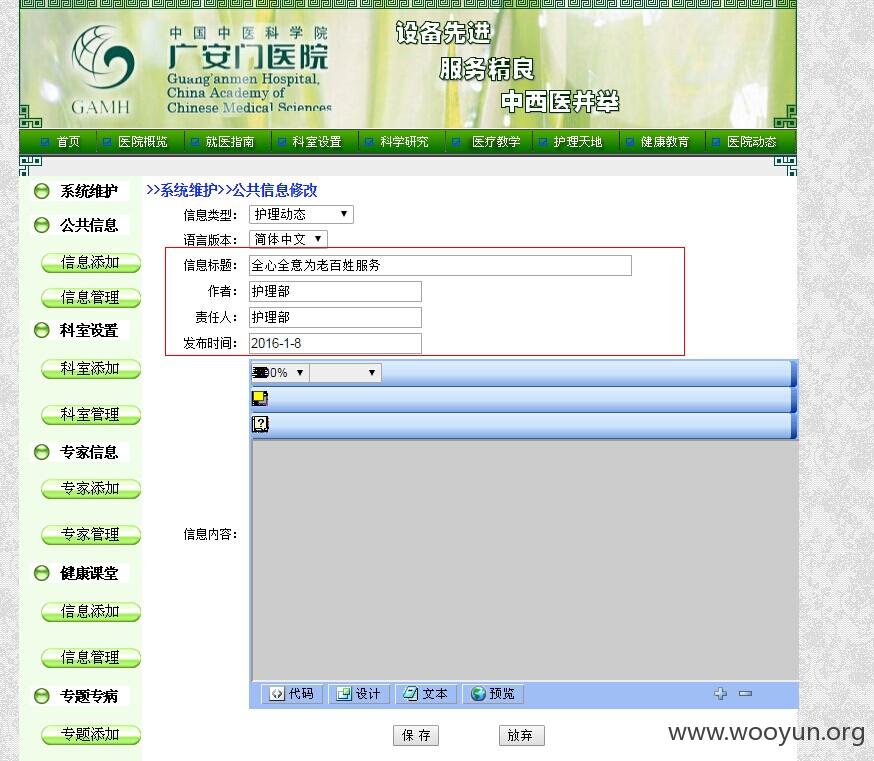 中国中医科学院
广安门医院
Guang'anmen Hospital,
China Academy of
Chinese Medical Sciences
GAMH
设备先进
服务精良
中西医并举
首页 医院概览 就医指南 科室设置 科学研究 医疗教学 护理天地 健康教育 医院动态
系统维护
公共信息
信息添加
信息管理
科室设置
科室添加
科室管理
专家信息
专家添加
专家管理
健康课堂
信息添加
信息管理
专题专病
专题添加
>>系统维护>>公共信息修改
信息类型: 护理动态
语言版本: 简体中文
信息标题: 全心全意为老百姓服务
作者: 护理部
责任人: 护理部
发布时间: 2016-1-8
信息内容:
代码 设计 文本 预览
保存 放弃
www.wooyun.org